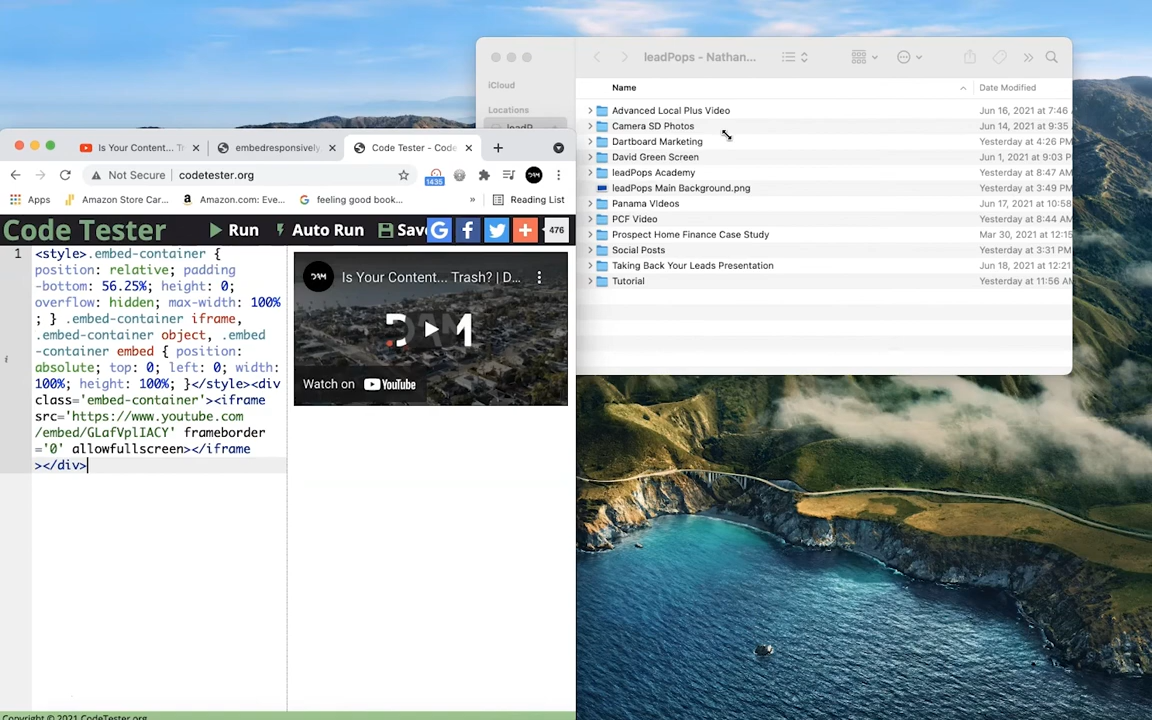 leadPops - Nathan...
iCloud
Locations
Name
Date Modified
Advanced Local Plus Video
Jun 16, 2021 at 7:46
Camera SD Photos
Jun 14, 2021 at 9:35
Dartboard Marketing
Yesterday at 4:26 PM
David Green Screen
Jun 1, 2021 at 9:03 P
leadPops Academy
Yesterday at 8:47 AM
leadPops Main Background.png
Yesterday at 3:49 PM
Panama VIdeos
Jun 17, 2021 at 10:58
PCF Video
Yesterday at 8:44 AM
Prospect Home Finance Case Study
Mar 30, 2021 at 12:15
Social Posts
Yesterday at 3:31 PM
Taking Back Your Leads Presentation
Jun 18, 2021 at 12:21
Tutorial
Yesterday at 11:56 AM
Is Your Content... Tr
embedresponsively
Code Tester - Code
Not Secure
codetester.org
1435
Apps
Amazon Store Car...
Amazon.com: Eve...
feeling good book...
»
Reading List
Code Tester
Run
Auto Run
Sav
476
1
<style>.embed-container {
position: relative; padding
-bottom: 56.25%; height: 0;
overflow: hidden; max-width: 100%
; } .embed-container iframe,
.embed-container object, .embed
-container embed { position:
absolute; top: 0; left: 0; width:
100%; height: 100%; }</style><div
class='embed-container'><iframe
src='https://www.youtube.com
/embed/GLafVplIACY' frameborder
='0' allowfullscreen></iframe
></div>
Is Your Content... Trash? | D...
DAM
Watch on YouTube
Copyright © 2021 CodeTester.org